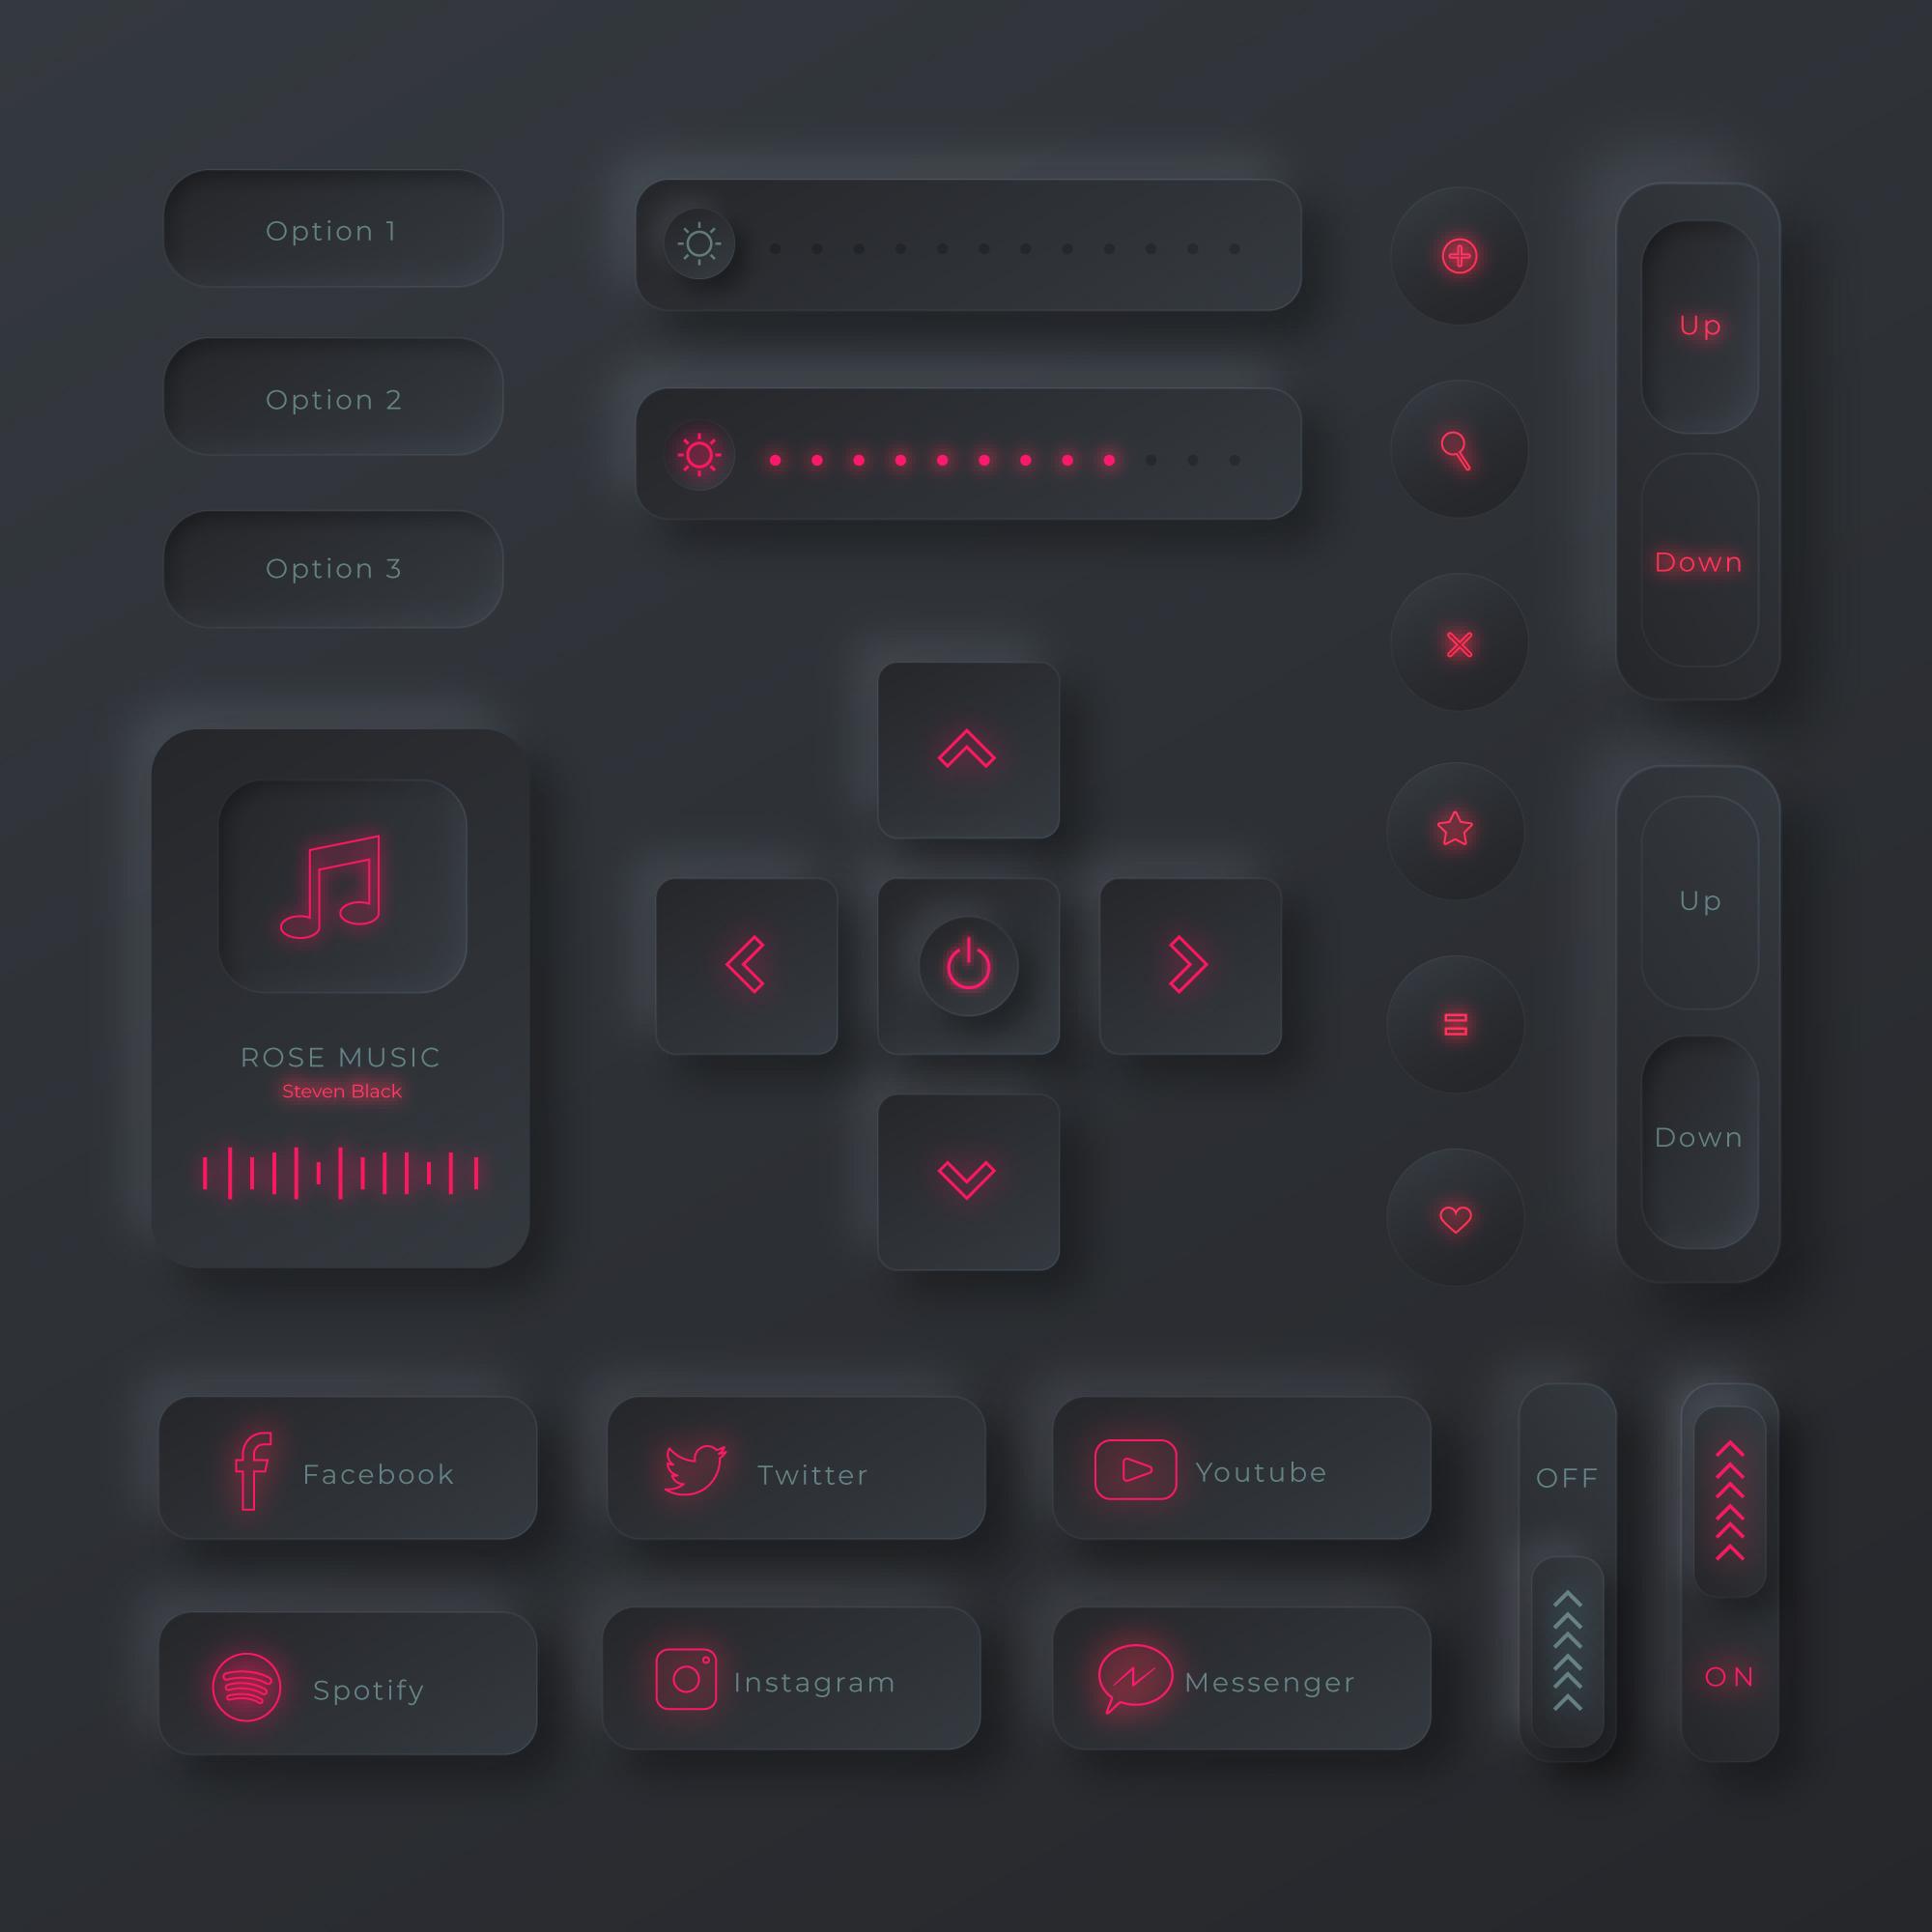 Option 1
Option 2
Option 3
Up
Down
ROSE MUSIC
Steven Black
Up
Down
Facebook
Twitter
Youtube
OFF
Spotify
Instagram
Messenger
ON